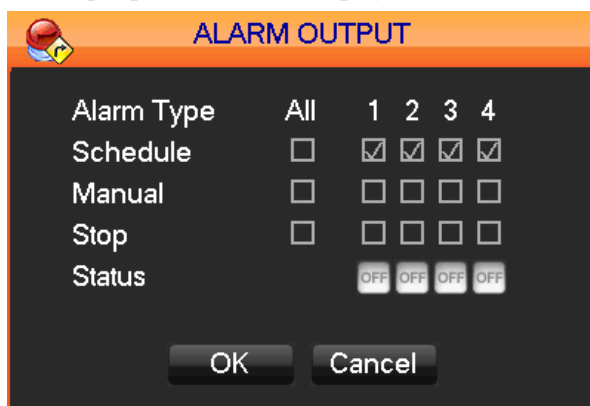 ALARM OUTPUT
Alarm Type All 1 2 3 4
Schedule
Manual
Stop
Status OFF OFF OFF OFF
OK Cancel